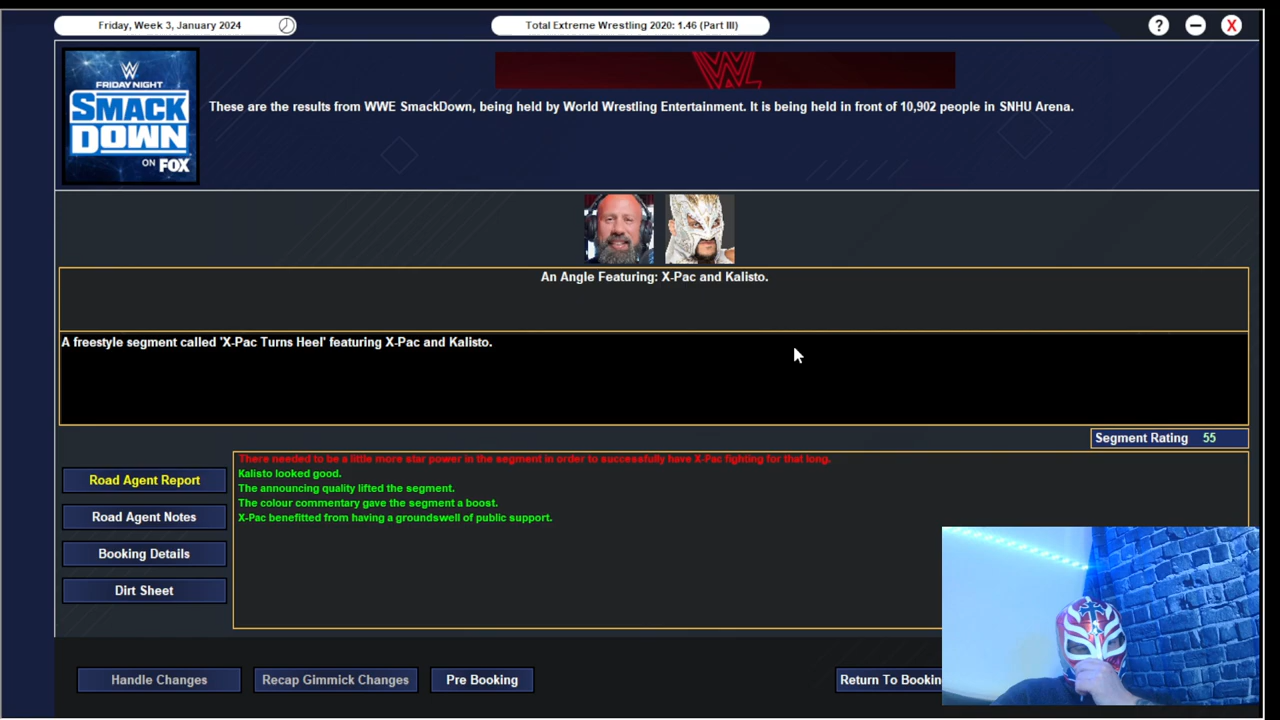 Friday, Week 3, January 2024
Total Extreme Wrestling 2020: 1.46 (Part III)
?
X
W
FRIDAY NIGHT
SMACK
DOWN
ON FOX
These are the results from WWE SmackDown, being held by World Wrestling Entertainment. It is being held in front of 10,902 people in SNHU Arena.
An Angle Featuring: X-Pac and Kalisto.
A freestyle segment called 'X-Pac Turns Heel' featuring X-Pac and Kalisto.
Segment Rating 55
There needed to be a little more star power in the segment in order to successfully have X-Pac fighting for that long.
Road Agent Report
Kalisto looked good.
The announcing quality lifted the segment.
The colour commentary gave the segment a boost.
Road Agent Notes
X-Pac benefitted from having a groundswell of public support.
Booking Details
Dirt Sheet
Handle Changes
Recap Gimmick Changes
Pre Booking
Return To Bookin